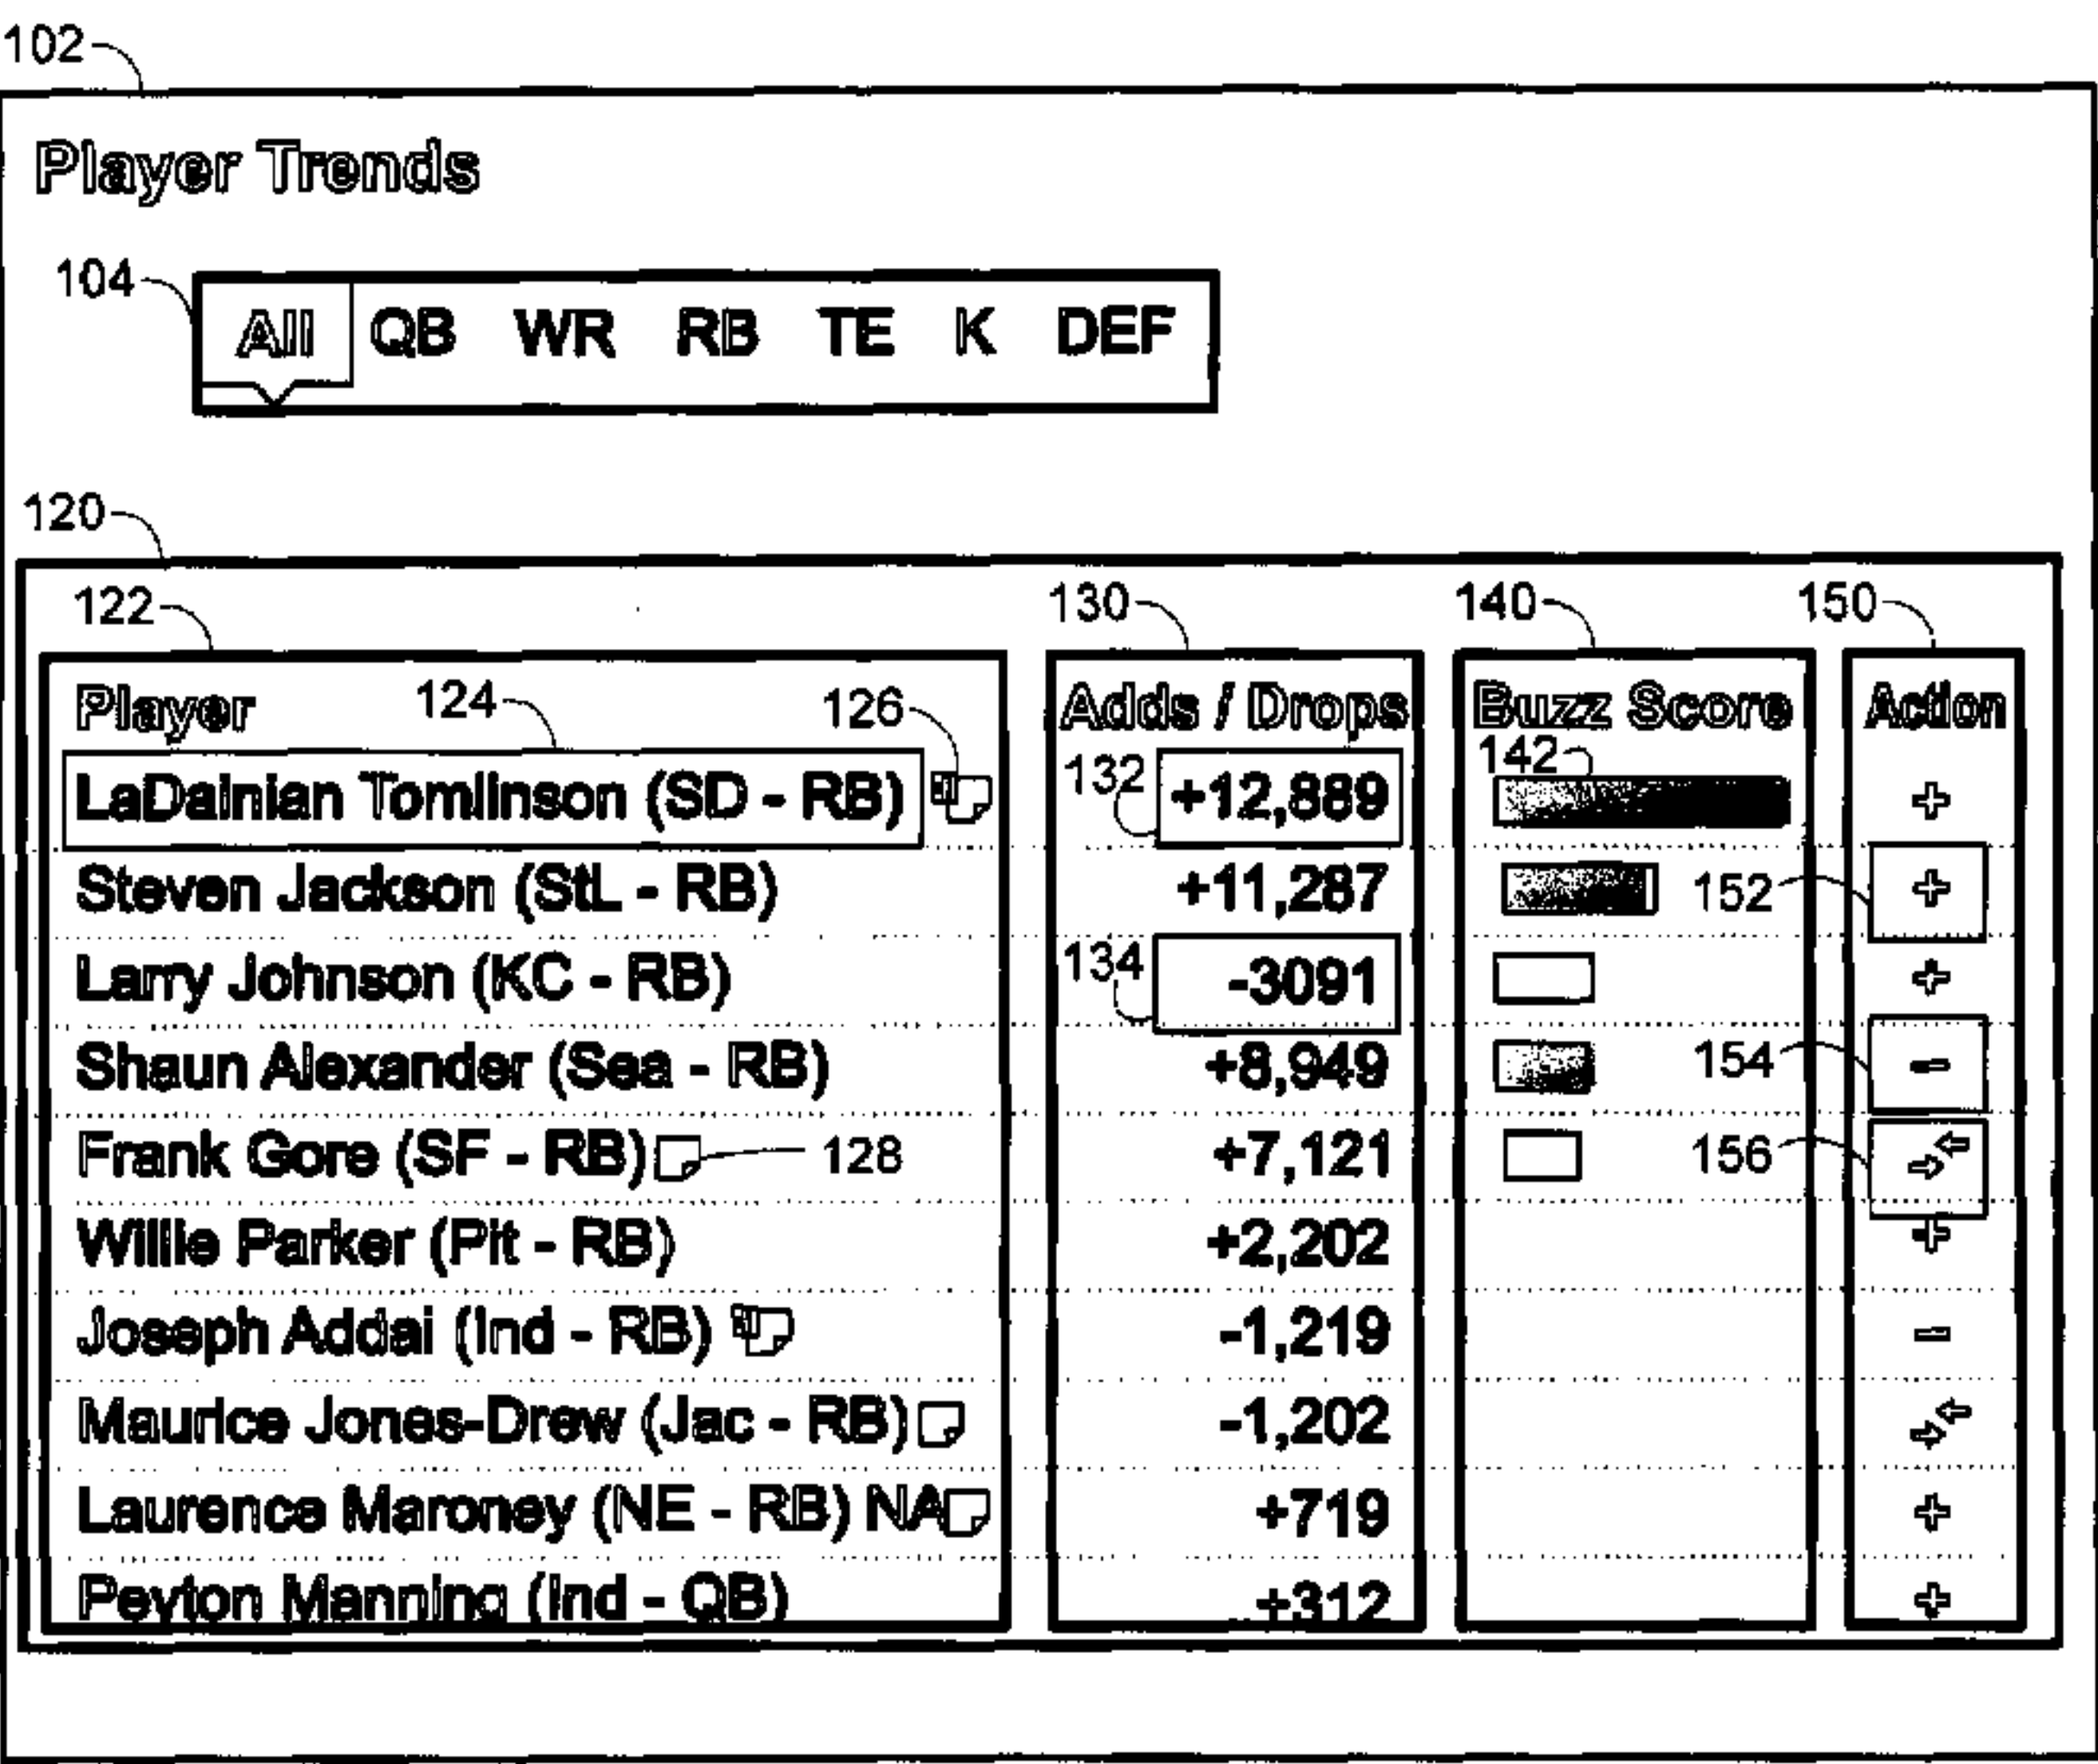 102
Player Trends
104
All QB WR RB TE K DEF
120
122 130 140 150
Player 124 126 Adds / Drops Buzz Score Action
142
LaDainian Tomlinson (SD - RB) 132 +12,889 +
Steven Jackson (StL - RB) +11,287 152 +
Larry Johnson (KC - RB) 134 -3091 +
Shaun Alexander (Sea - RB) +8,949 154 -
Frank Gore (SF - RB) 128 +7,121 156
Willie Parker (Pit - RB) +2,202 +
Joseph Addai (Ind - RB) -1,219 -
Maurice Jones-Drew (Jac - RB) -1,202
Laurence Maroney (NE - RB) NA +719 +
Peyton Manning (Ind - QB) +312 +